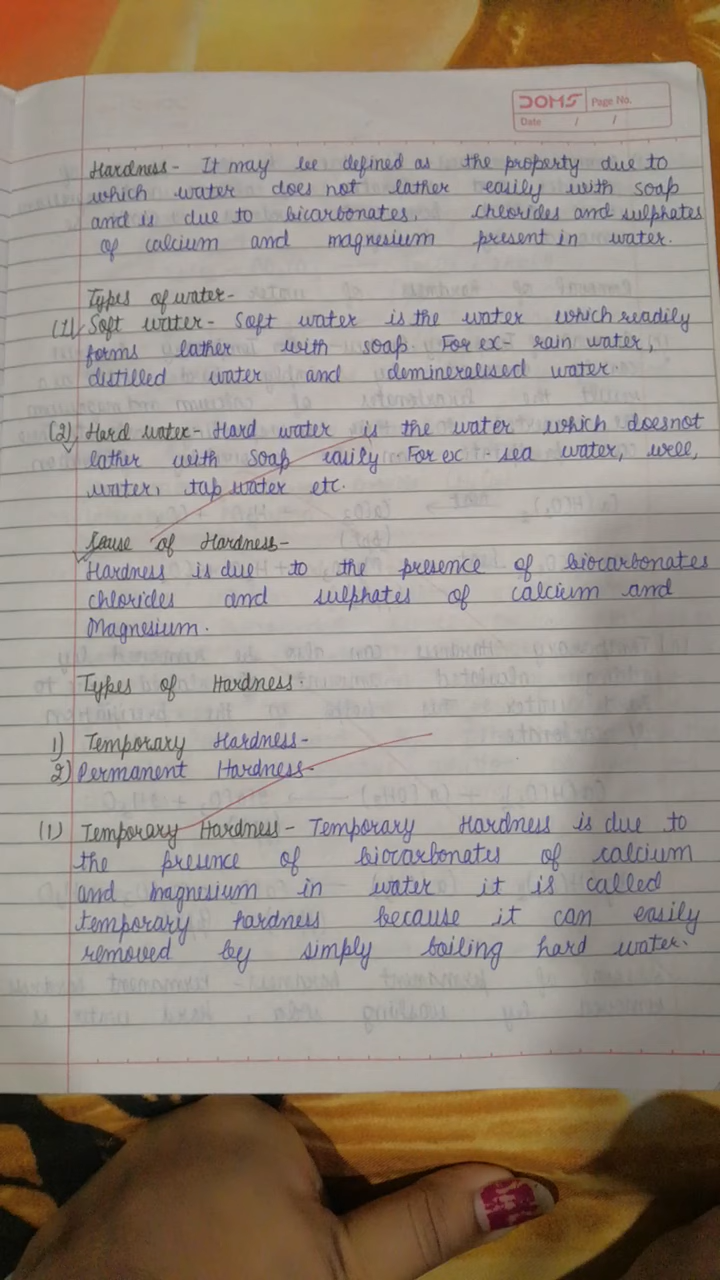 DOMS Page No.
Date / /
Hardness - It may be defined as the property due to
which water does not lather easily with soap
and is due to bicarbonates, chlorides and sulphates
of calcium and magnesium present in water.
Types of water-
(1) Soft water - Soft water is the water which readily
forms lather with soap. For ex - rain water,
distilled water and demineralised water
(2) Hard water - Hard water is the water which doesnot
lather with soap easily For ex - sea water, well,
water, tap water etc.
Cause of Hardness-
Hardness is due to the presence of biocarbonates
chlorides and sulphates of calcium and
Magnesium.
Types of Hardness.
1) Temporary Hardness-
2) Permanent Hardness-
(1) Temporary Hardness - Temporary Hardness is due to
the presence of biocarbonates of calcium
and magnesium in water it is called
temporary hardness because it can easily
removed by simply boiling hard water.